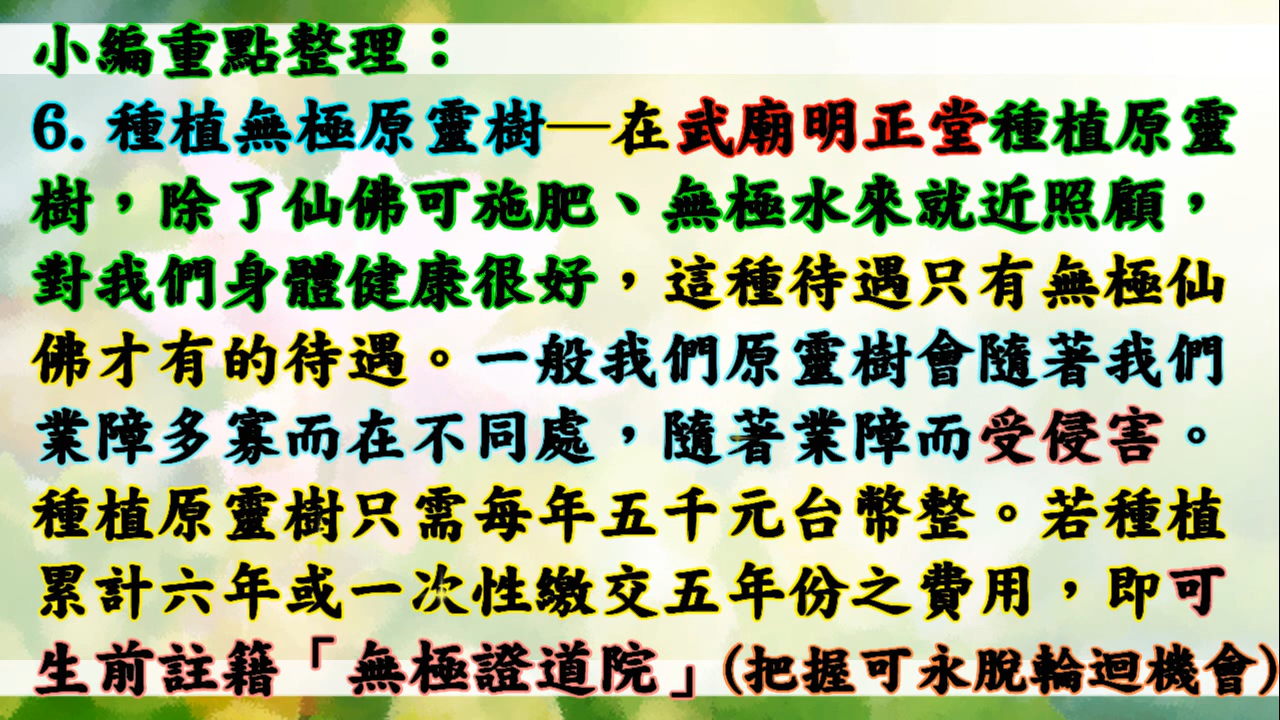 小編重點整理：
6. 種植無極原靈樹—在武廟明正堂種植原靈
樹，除了仙佛可施肥、無極水來就近照顧，
對我們身體健康很好，這種待遇只有無極仙
佛才有的待遇。一般我們原靈樹會隨著我們
業障多寡而在不同處，隨著業障而受侵害。
種植原靈樹只需每年五千元台幣整。若種植
累計六年或一次性繳交五年份之費用，即可
生前註籍「無極證道院」(把握可永脫輪迴機會)